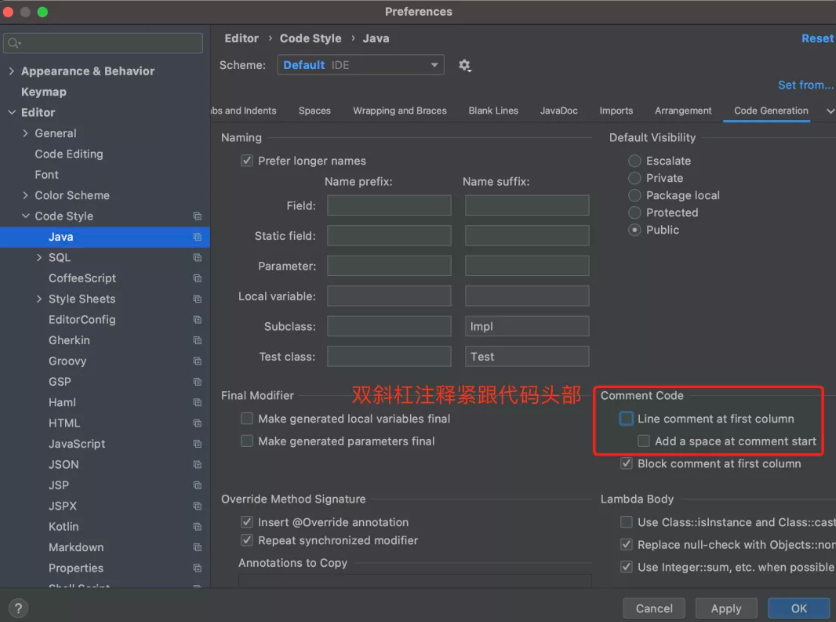 Preferences
Editor › Code Style › Java
Reset
Scheme: Default IDE
Set from...
Appearance & Behavior
Keymap
Editor
General
Code Editing
Font
Color Scheme
Code Style
Java
SQL
CoffeeScript
Style Sheets
EditorConfig
Gherkin
Groovy
GSP
Haml
HTML
JavaScript
JSON
JSP
JSPX
Kotlin
Markdown
Properties
Shell Script
bs and Indents Spaces Wrapping and Braces Blank Lines JavaDoc Imports Arrangement Code Generation
Naming
Prefer longer names
Name prefix: Name suffix:
Field:
Static field:
Parameter:
Local variable:
Subclass: Impl
Test class: Test
Default Visibility
Escalate
Private
Package local
Protected
Public
Final Modifier
Make generated local variables final
Make generated parameters final
双斜杠注释紧跟代码头部
Comment Code
Line comment at first column
Add a space at comment start
Block comment at first column
Override Method Signature
Insert @Override annotation
Repeat synchronized modifier
Annotations to Copy
Lambda Body
Use Class::isInstance and Class::cast
Replace null-check with Objects::non
Use Integer::sum, etc. when possible
?
Cancel Apply OK